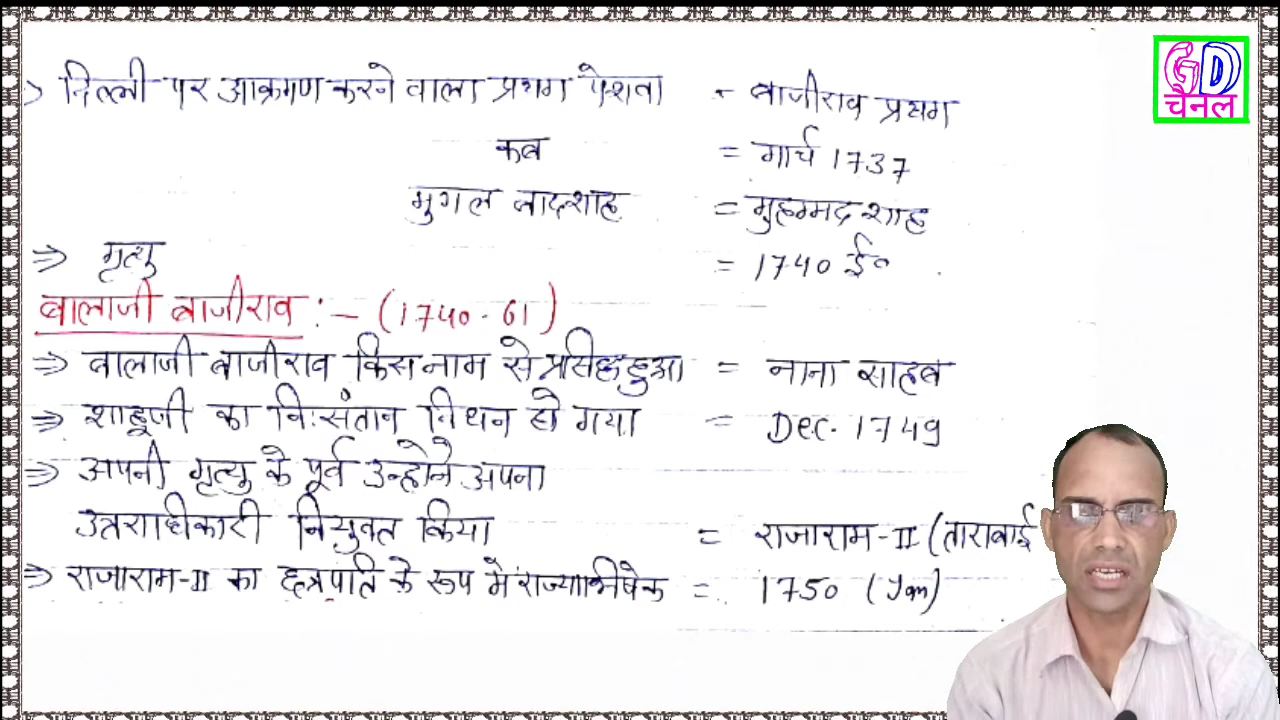 दिल्ली पर आक्रमण करने वाला प्रथम पेशवा - बाजीराव प्रथम
कब = मार्च 1737
मुगल बादशाह = मुहम्मद शाह
⇒ मृत्यु = 1740 ई०
बालाजी बाजीराव :- (1740-61)
⇒ बालाजी बाजीराव किस नाम से प्रसिद्ध हुआ = नाना साहब
⇒ शाहूजी का निःसंतान निधन हो गया = Dec. 1749
⇒ अपनी मृत्यु के पूर्व उन्होंने अपना
उत्तराधिकारी नियुक्त किया = राजाराम-II (ताराबाई
⇒ राजाराम-II का छत्रपति के रूप में राज्याभिषेक = 1750 (Jan)
GD
चैनल